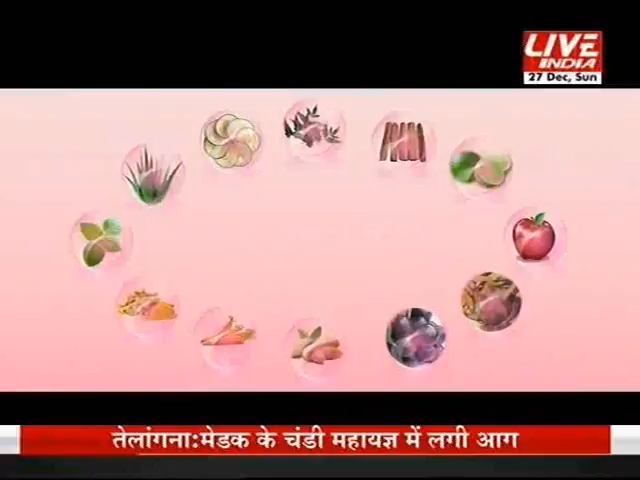 LIVE
INDIA
27 Dec, Sun
तेलांगना:मेडक के चंडी महायज्ञ में लगी आग